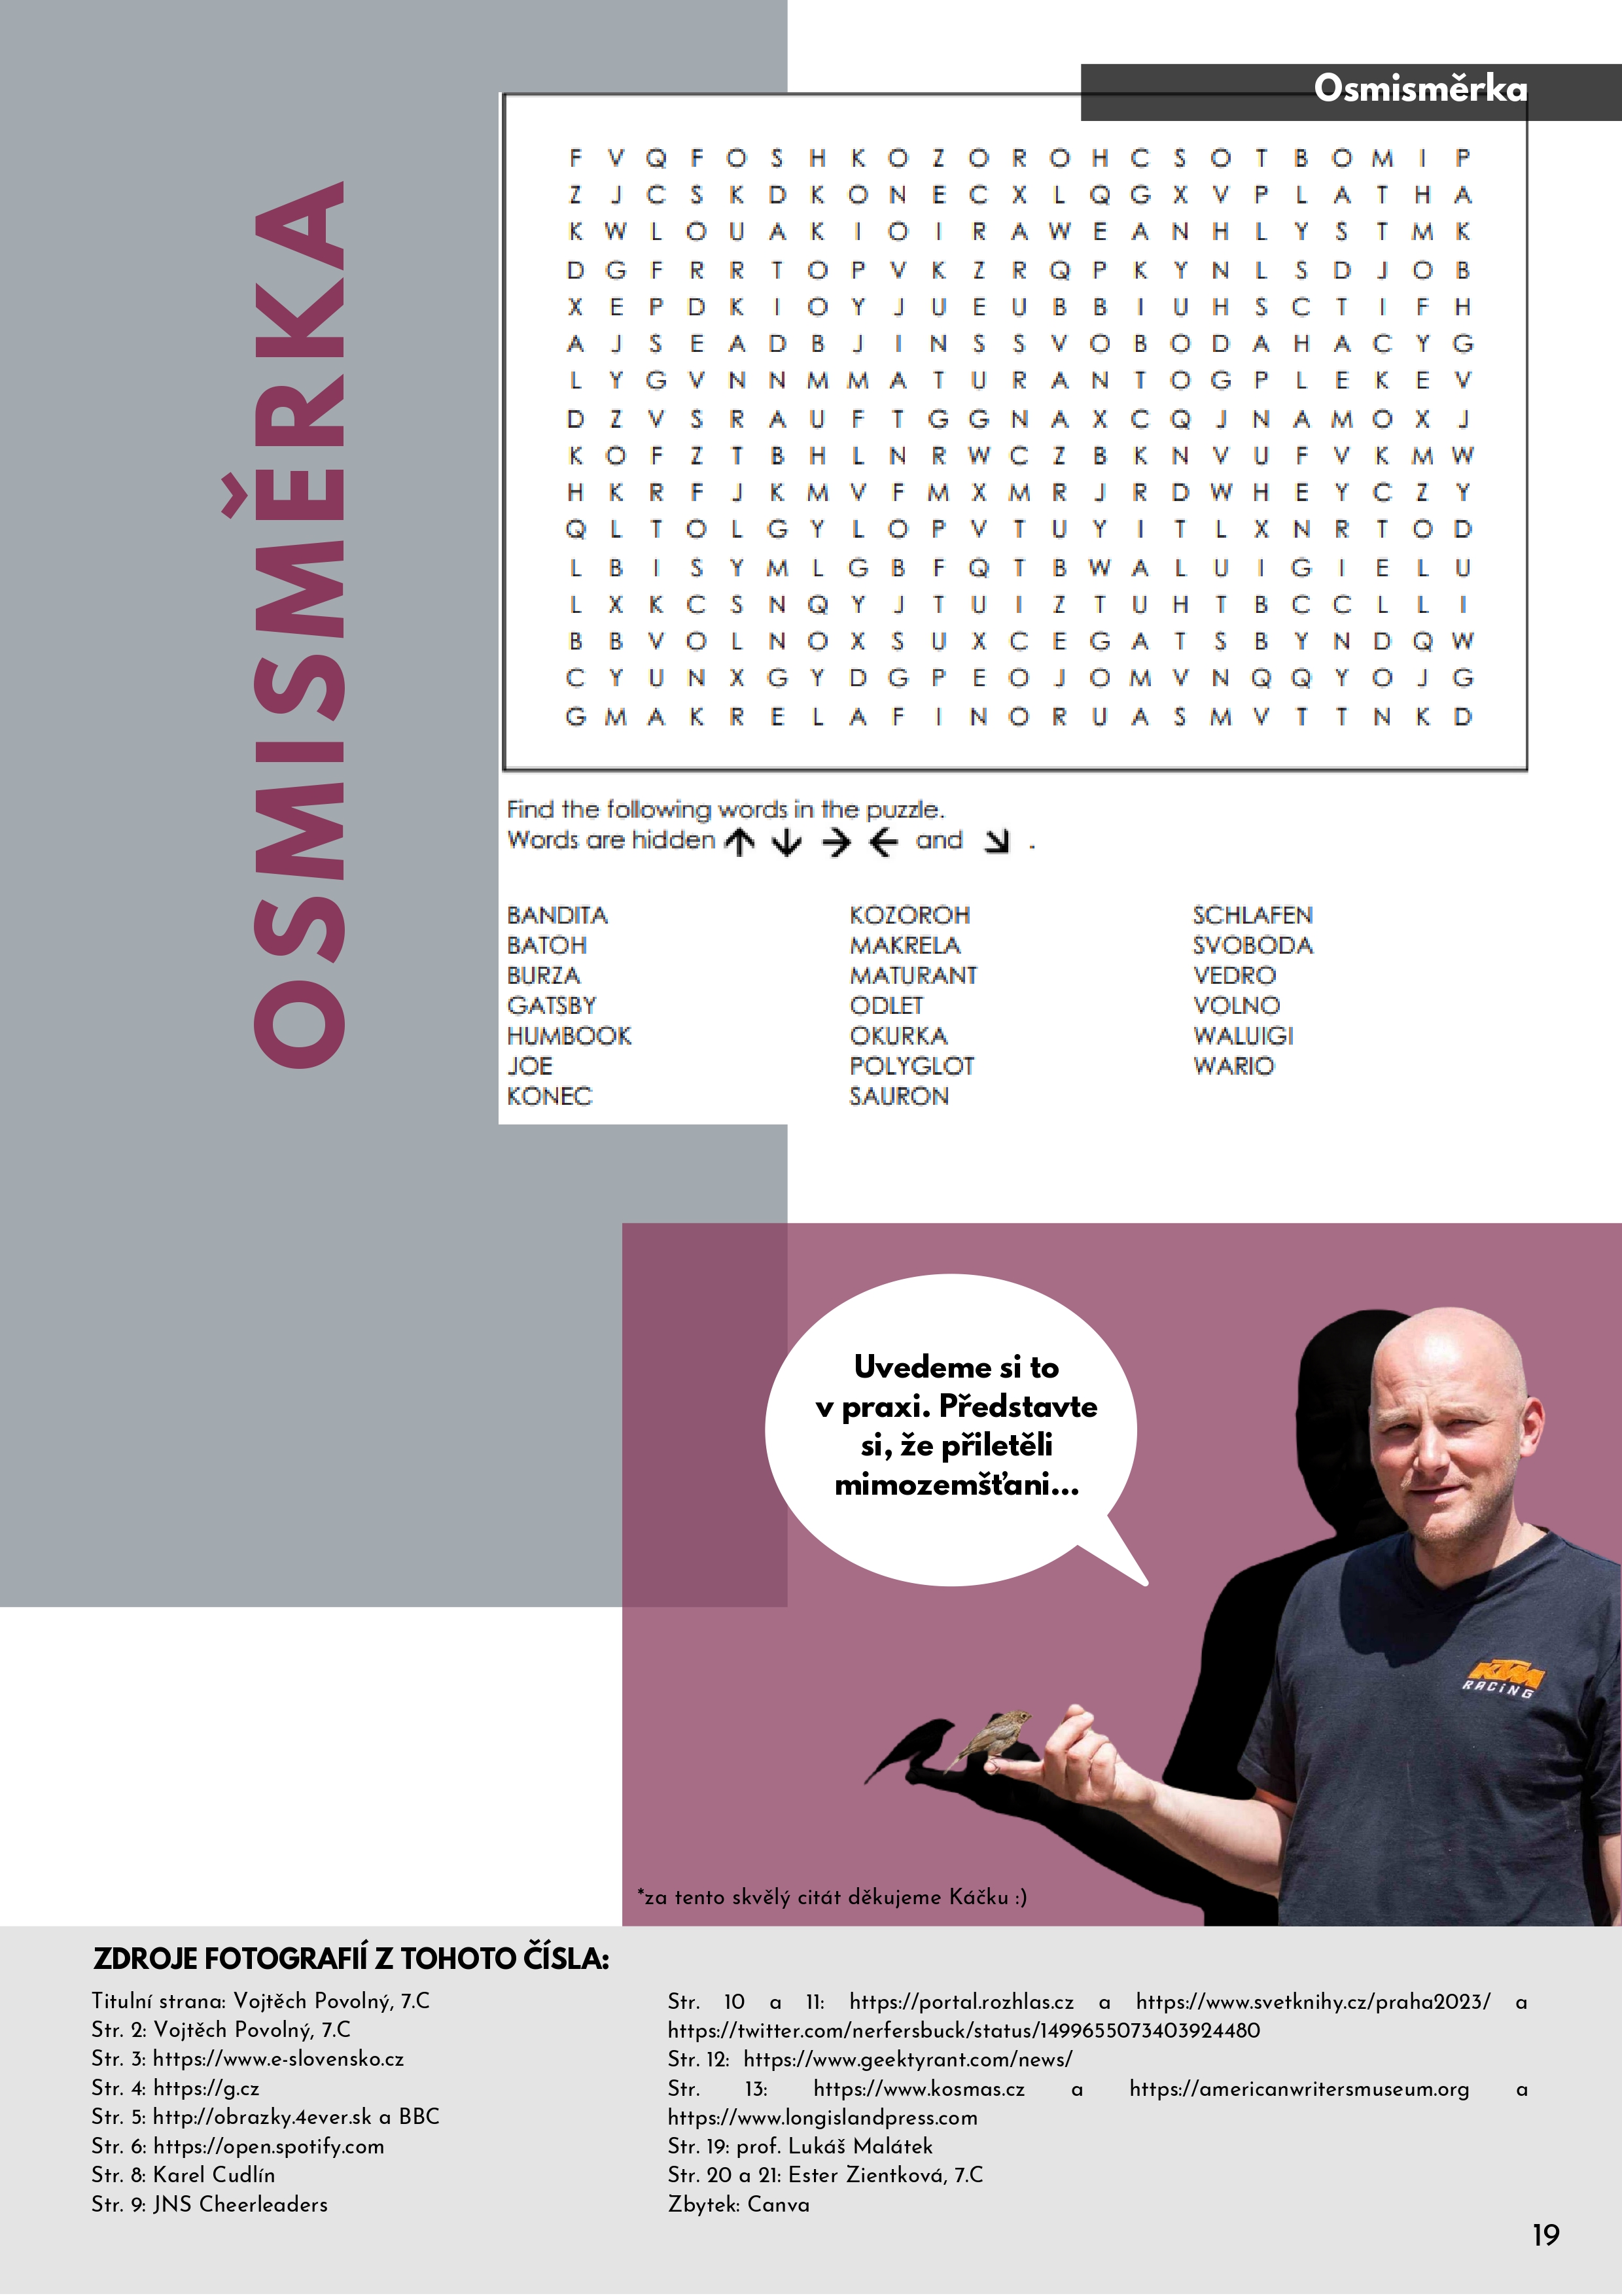 Osmisměrka
OSMISMĚRKA
F V Q F O S H K O Z O R O H C S O T B O M I P
Z J C S K D K O N E C X L Q G X V P L A T H A
K W L O U A K I O I R A W E A N H L Y S T M K
D G F R R T O P V K Z R Q P K Y N L S D J O B
X E P D K I O Y J U E U B B I U H S C T I F H
A J S E A D B J I N S S V O B O D A H A C Y G
L Y G V N N M M A T U R A N T O G P L E K E V
D Z V S R A U F T G G N A X C Q J N A M O X J
K O F Z T B H L N R W C Z B K N V U F V K M W
H K R F J K M V F M X M R J R D W H E Y C Z Y
Q L T O L G Y L O P V T U Y I T L X N R T O D
L B I S Y M L G B F Q T B W A L U I G I E L U
L X K C S N Q Y J T U I Z T U H T B C C L L I
B B V O L N O X S U X C E G A T S B Y N D Q W
C Y U N X G Y D G P E O J O M V N Q Q Y O J G
G M A K R E L A F I N O R U A S M V T T N K D
Find the following words in the puzzle.
Words are hidden ↑ ↓ → ← and ↘ .
BANDITA
BATOH
BURZA
GATSBY
HUMBOOK
JOE
KONEC
KOZOROH
MAKRELA
MATURANT
ODLET
OKURKA
POLYGLOT
SAURON
SCHLAFEN
SVOBODA
VEDRO
VOLNO
WALUIGI
WARIO
Uvedeme si to
v praxi. Představte
si, že přiletěli
mimozemšťani...
KTM
RACING
*za tento skvělý citát děkujeme Káčku :)
ZDROJE FOTOGRAFIÍ Z TOHOTO ČÍSLA:
Titulní strana: Vojtěch Povolný, 7.C
Str. 2: Vojtěch Povolný, 7.C
Str. 3: https://www.e-slovensko.cz
Str. 4: https://g.cz
Str. 5: http://obrazky.4ever.sk a BBC
Str. 6: https://open.spotify.com
Str. 8: Karel Cudlín
Str. 9: JNS Cheerleaders
Str. 10 a 11: https://portal.rozhlas.cz a https://www.svetknihy.cz/praha2023/ a
https://twitter.com/nerfersbuck/status/1499655073403924480
Str. 12: https://www.geektyrant.com/news/
Str. 13: https://www.kosmas.cz a https://americanwritersmuseum.org a
https://www.longislandpress.com
Str. 19: prof. Lukáš Malátek
Str. 20 a 21: Ester Zientková, 7.C
Zbytek: Canva
19